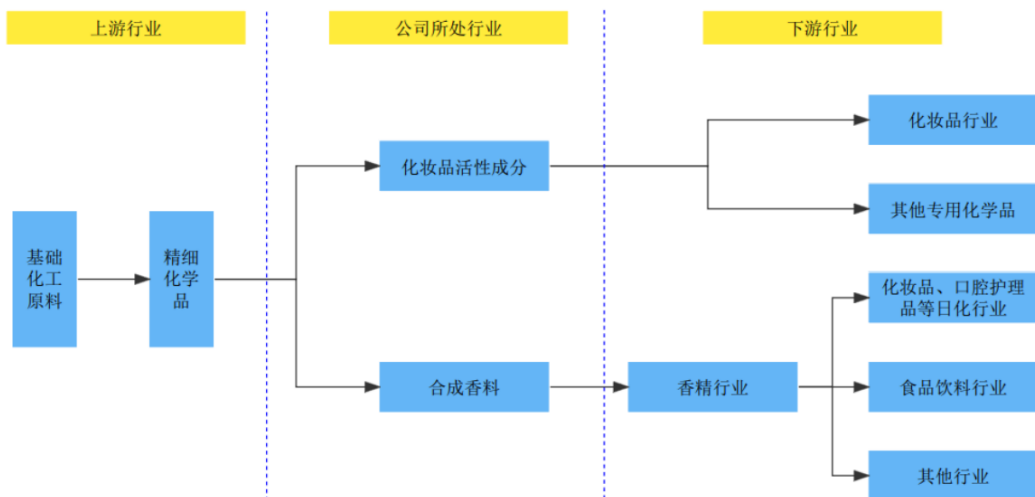 上游行业
公司所处行业
下游行业
化妆品行业
化妆品活性成分
其他专用化学品
基础
化工
原料
精细
化学
品
化妆品、口腔护理
品等日化行业
合成香料
香精行业
食品饮料行业
其他行业